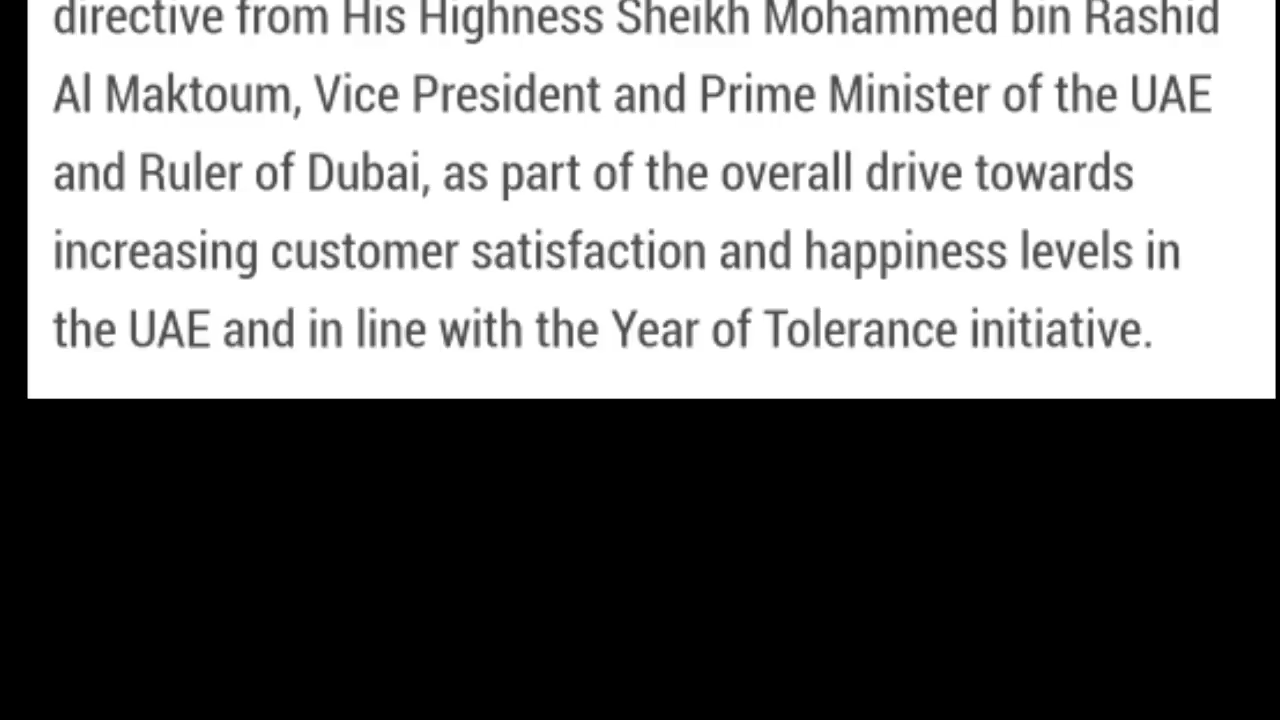 directive from His Highness Sheikh Mohammed bin Rashid
Al Maktoum, Vice President and Prime Minister of the UAE
and Ruler of Dubai, as part of the overall drive towards
increasing customer satisfaction and happiness levels in
the UAE and in line with the Year of Tolerance initiative.